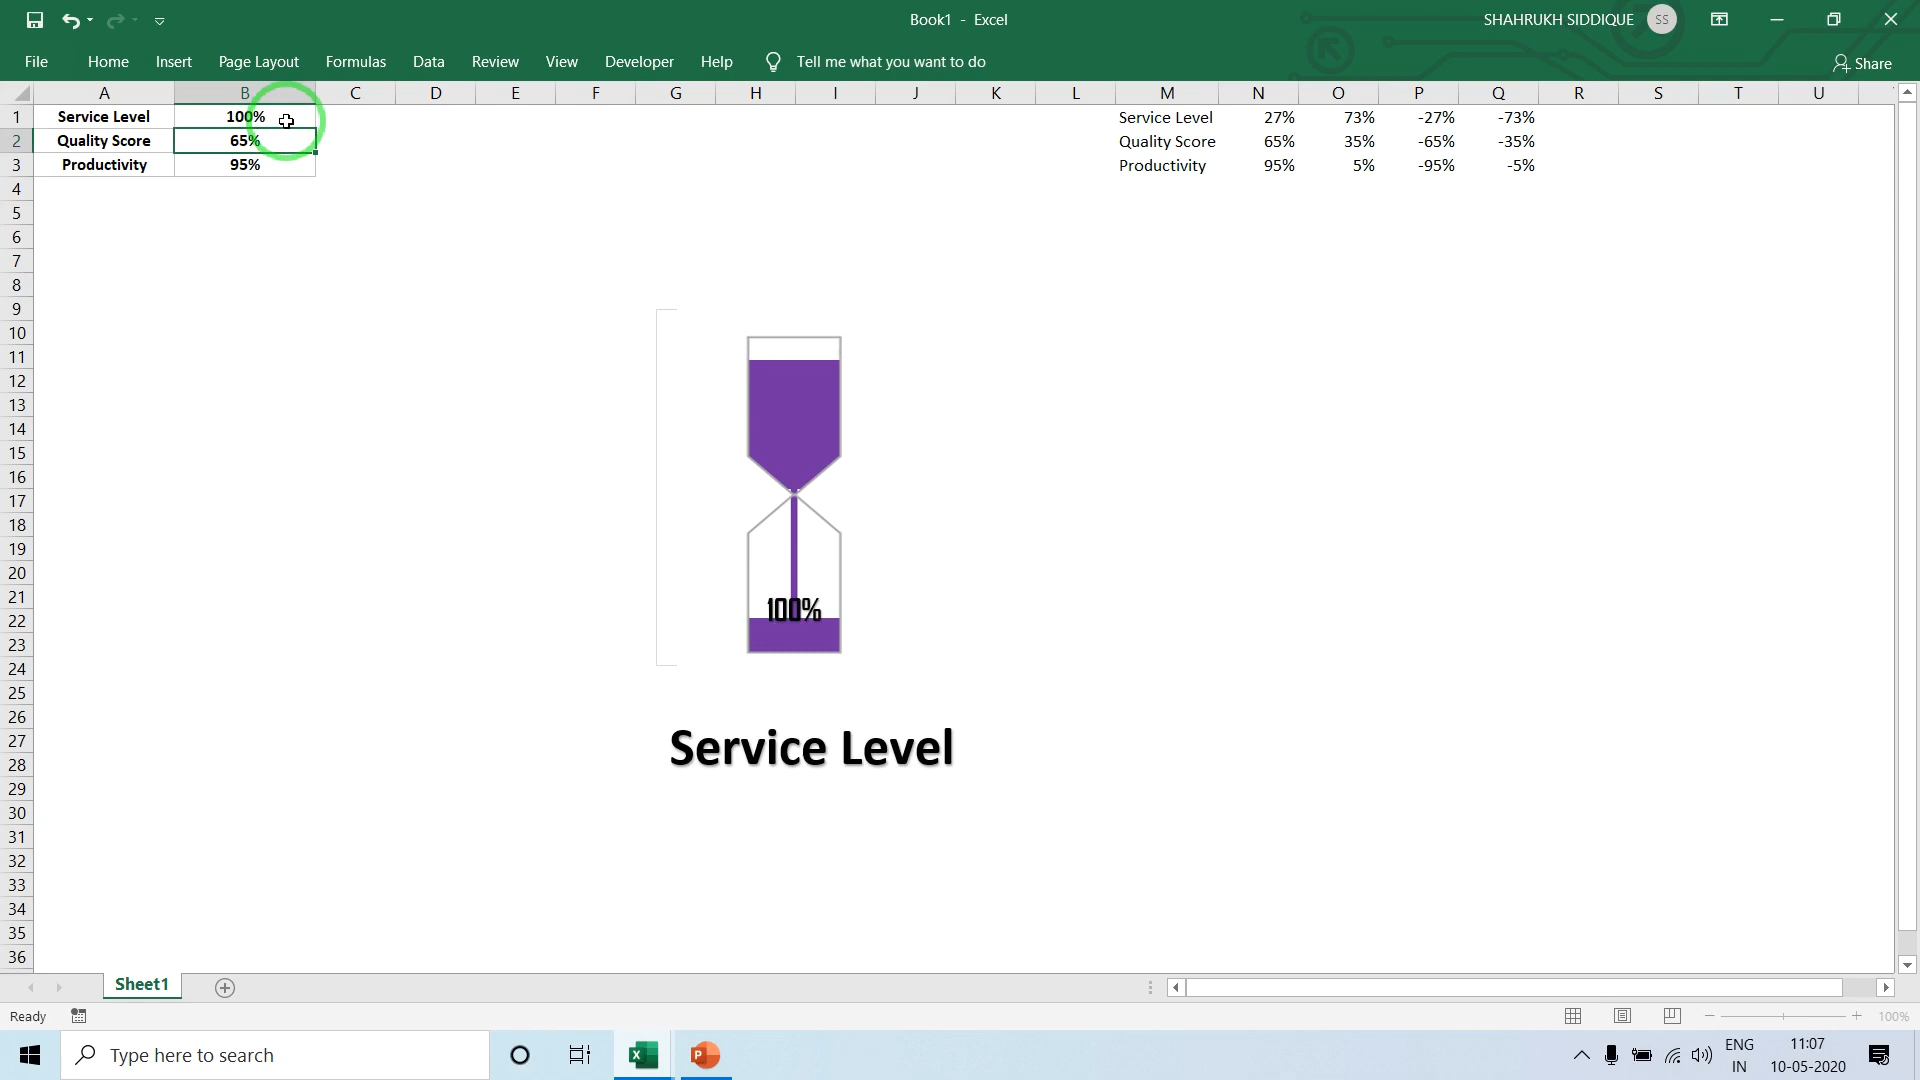 Book1 - Excel
SHAHRUKH SIDDIQUE SS
File Home Insert Page Layout Formulas Data Review View Developer Help Tell me what you want to do Share
A B C D E F G H I J K L M N O P Q R S T U
1 Service Level 100% Service Level 27% 73% -27% -73%
2 Quality Score 65% Quality Score 65% 35% -65% -35%
3 Productivity 95% Productivity 95% 5% -95% -5%
4
5
6
7
8
9
10
11
12
13
14
15
16
17
18
19
20
21
100%
22
23
24
25
26
27
Service Level
28
29
30
31
32
33
34
35
36
Sheet1
Ready 100%
Type here to search
ENG 11:07
IN 10-05-2020